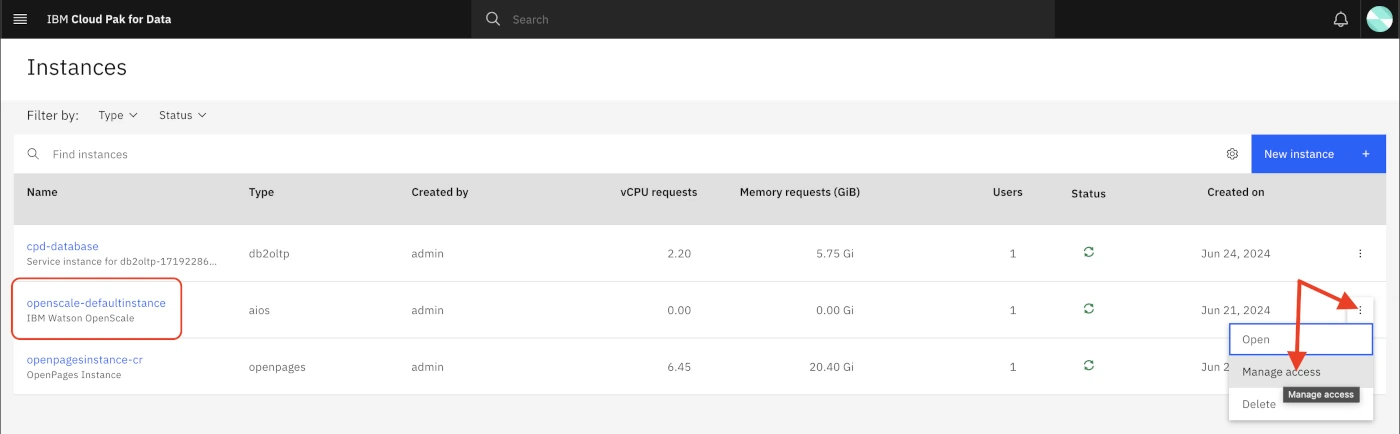 IBM Cloud Pak for Data
Search
Instances
Filter by: Type Status
Find instances
New instance +
Name Type Created by vCPU requests Memory requests (GiB) Users Status Created on
cpd-database
Service instance for db2oltp-17192286...
db2oltp admin 2.20 5.75 Gi 1 Jun 24, 2024
openscale-defaultinstance
IBM Watson OpenScale
aios admin 0.00 0.00 Gi 1 Jun 21, 2024
openpagesinstance-cr
OpenPages Instance
openpages admin 6.45 20.40 Gi 1 Jun 2
Open
Manage access
Manage access
Delete